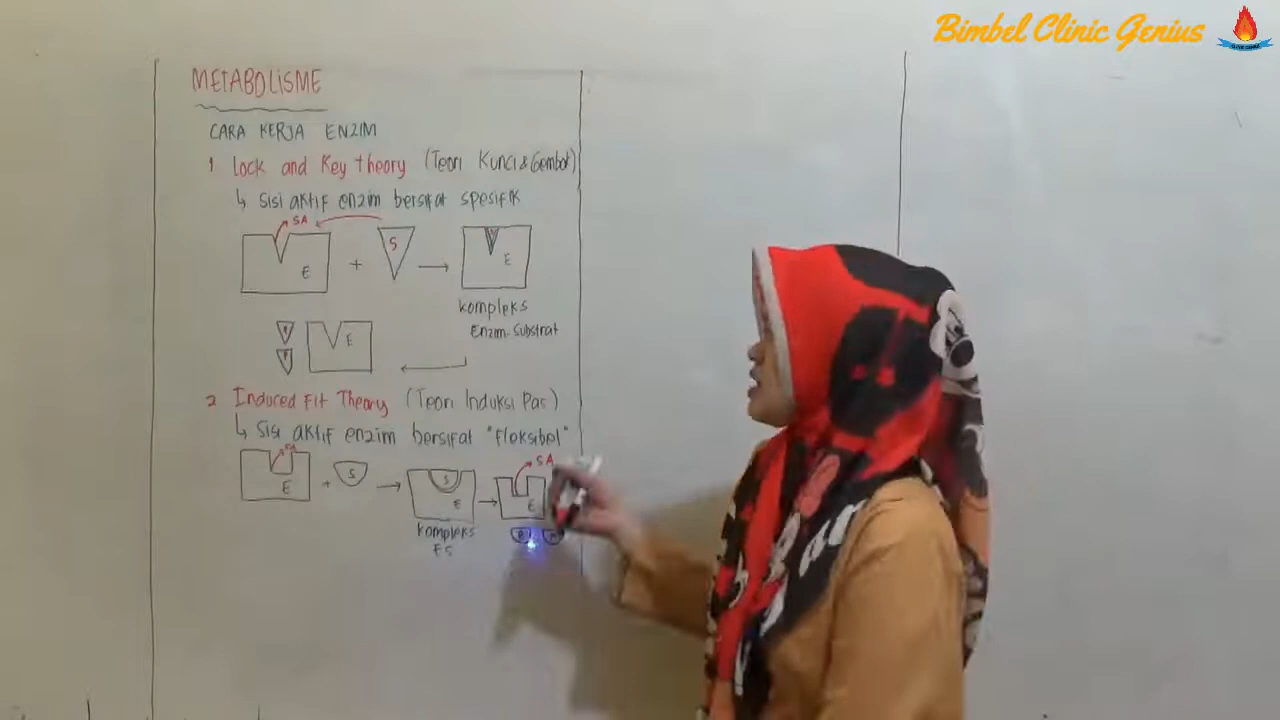 Bimbel Clinic Genius
METABOLISME
CARA KERJA ENZIM
1 Lock and Key theory (Teori Kunci & Gembok)
↳ Sisi aktif enzim bersifat spesifik
SA
E + S → E
kompleks
Enzim-Substrat
E
2 Induced Fit Theory (Teori Induksi Pas)
↳ Sisi aktif enzim bersifat "Fleksibel"
SA
E + S → S E → E
kompleks
ES